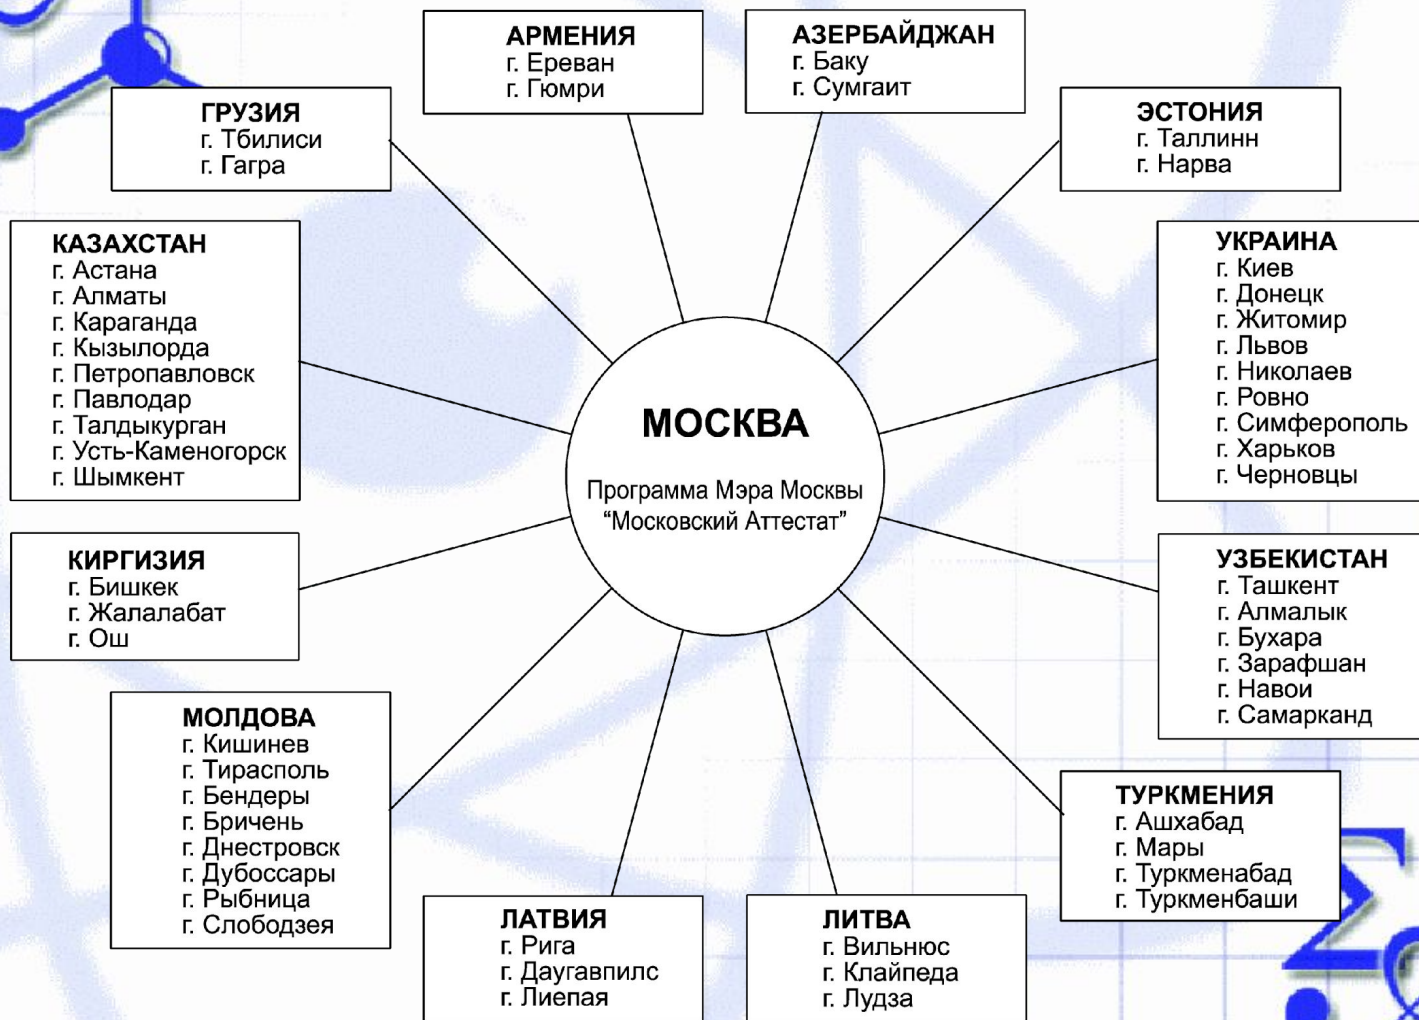 АРМЕНИЯ
г. Ереван
г. Гюмри
АЗЕРБАЙДЖАН
г. Баку
г. Сумгаит
ГРУЗИЯ
г. Тбилиси
г. Гагра
ЭСТОНИЯ
г. Таллинн
г. Нарва
КАЗАХСТАН
г. Астана
г. Алматы
г. Караганда
г. Кызылорда
г. Петропавловск
г. Павлодар
г. Талдыкурган
г. Усть-Каменогорск
г. Шымкент
УКРАИНА
г. Киев
г. Донецк
г. Житомир
г. Львов
г. Николаев
г. Ровно
г. Симферополь
г. Харьков
г. Черновцы
МОСКВА
Программа Мэра Москвы
“Московский Аттестат”
КИРГИЗИЯ
г. Бишкек
г. Жалалабат
г. Ош
УЗБЕКИСТАН
г. Ташкент
г. Алмалык
г. Бухара
г. Зарафшан
г. Навои
г. Самарканд
МОЛДОВА
г. Кишинев
г. Тирасполь
г. Бендеры
г. Бричень
г. Днестровск
г. Дубоссары
г. Рыбница
г. Слободзея
ТУРКМЕНИЯ
г. Ашхабад
г. Мары
г. Туркменабад
г. Туркменбаши
ЛАТВИЯ
г. Рига
г. Даугавпилс
г. Лиепая
ЛИТВА
г. Вильнюс
г. Клайпеда
г. Лудза